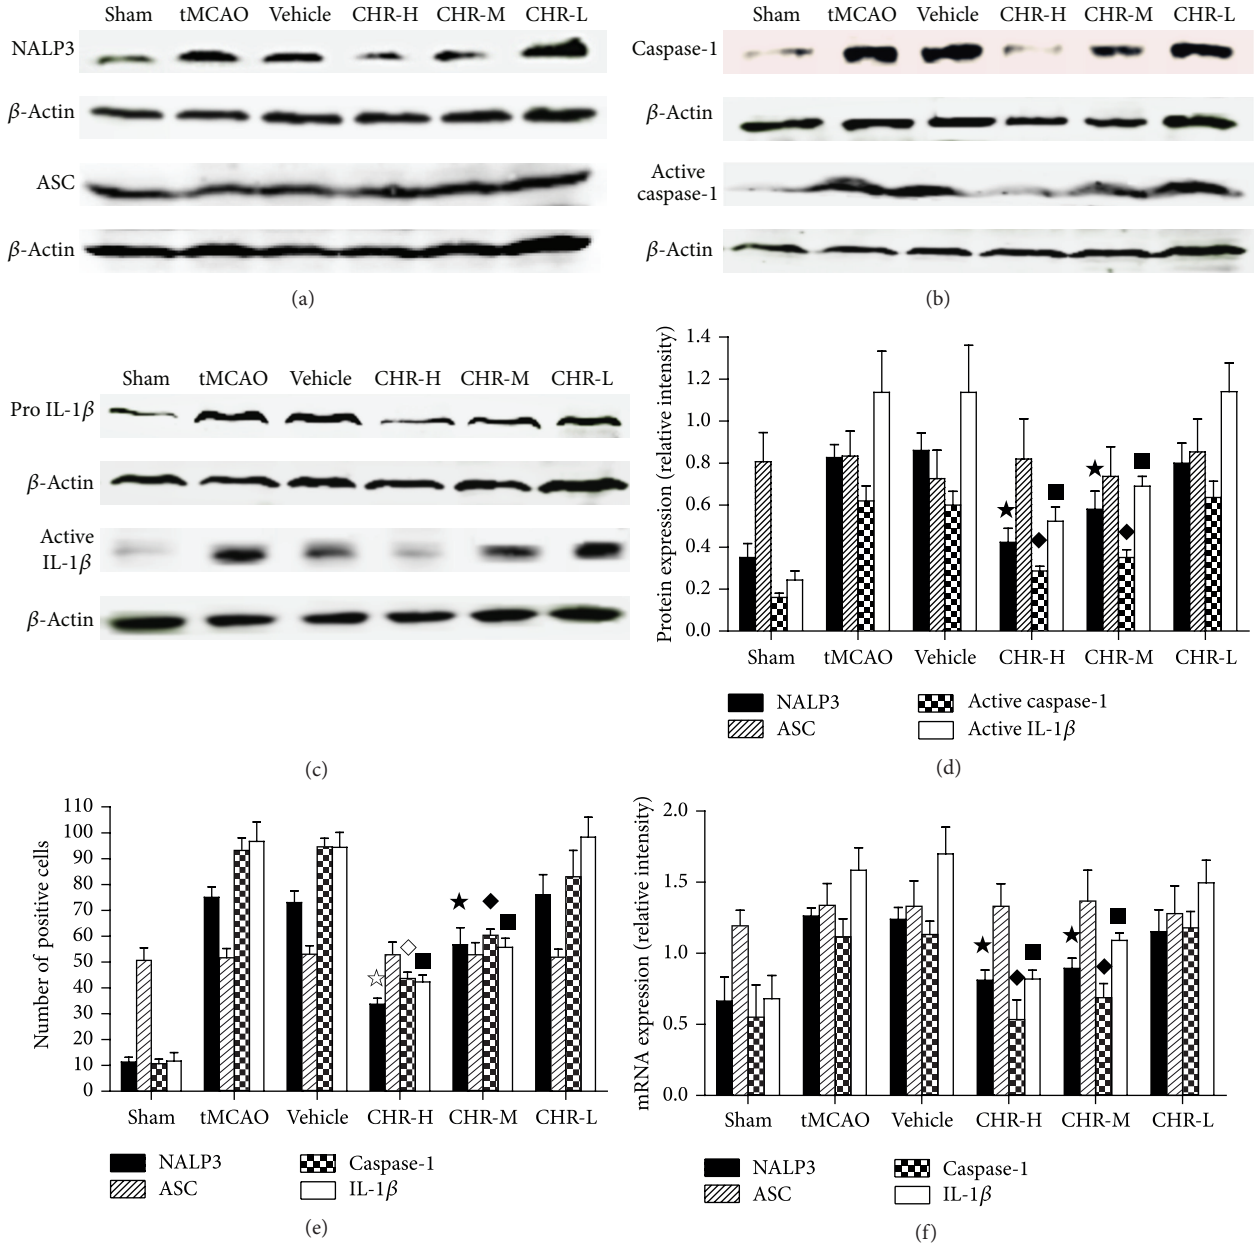 Sham tMCAO Vehicle CHR-H CHR-M CHR-L
NALP3
β-Actin
ASC
β-Actin
(a)
Sham tMCAO Vehicle CHR-H CHR-M CHR-L
Caspase-1
β-Actin
Active
caspase-1
β-Actin
(b)
Sham tMCAO Vehicle CHR-H CHR-M CHR-L
Pro IL-1β
β-Actin
Active
IL-1β
β-Actin
(c)
Protein expression (relative intensity)
1.4
1.2
1.0
0.8
0.6
0.4
0.2
0.0
Sham tMCAO Vehicle CHR-H CHR-M CHR-L
NALP3 Active caspase-1
ASC Active IL-1β
(d)
Number of positive cells
110
100
90
80
70
60
50
40
30
20
10
0
Sham tMCAO Vehicle CHR-H CHR-M CHR-L
NALP3 Caspase-1
ASC IL-1β
(e)
mRNA expression (relative intensity)
2.0
1.5
1.0
0.5
0.0
Sham tMCAO Vehicle CHR-H CHR-M CHR-L
NALP3 Caspase-1
ASC IL-1β
(f)